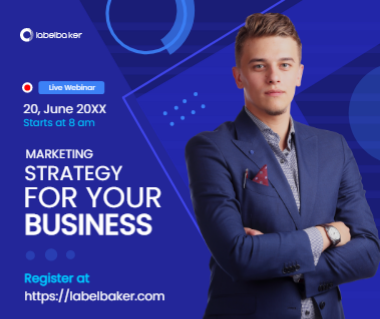 labelbaker
Live Webinar
20, June 20XX
Starts at 8 am
MARKETING
STRATEGY
FOR YOUR
BUSINESS
Register at
https://labelbaker.com